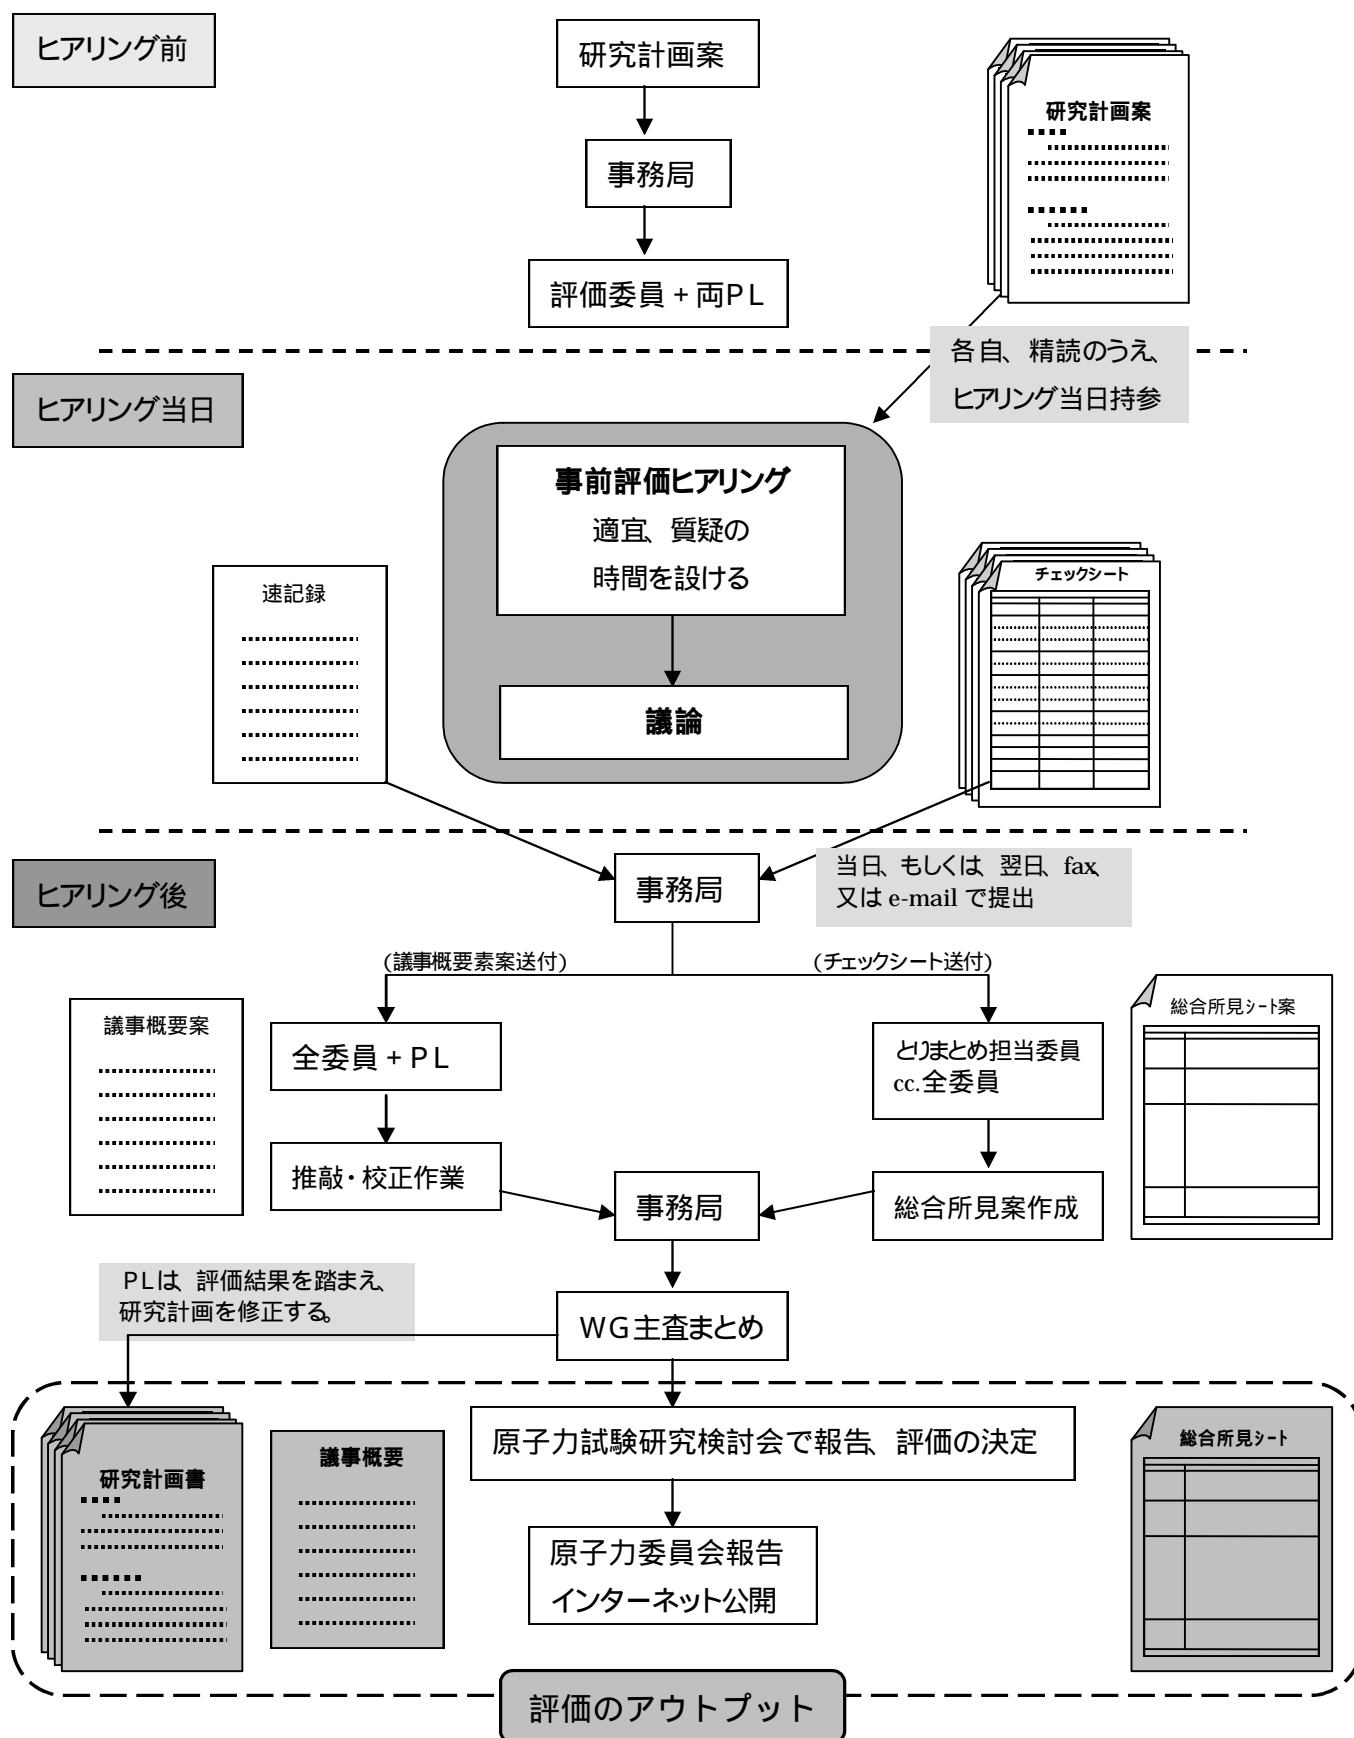 ヒアリング前
研究計画案
研究計画案
事務局
評価委員 + 両PL
各自、精読のうえ、
ヒアリング当日持参
ヒアリング当日
事前評価ヒアリング
適宜、質疑の
時間を設ける
議論
速記録
チェックシート
ヒアリング後
事務局
当日、もしくは、翌日、fax、
又は e-mail で提出
(議事概要素案送付)
(チェックシート送付)
議事概要案
全委員 + PL
とりまとめ担当委員
cc.全委員
総合所見シート案
推敲・校正作業
事務局
総合所見案作成
PLは、評価結果を踏まえ、
研究計画を修正する。
WG主査まとめ
研究計画書
議事概要
原子力試験研究検討会で報告、評価の決定
総合所見シート
原子力委員会報告
インターネット公開
評価のアウトプット